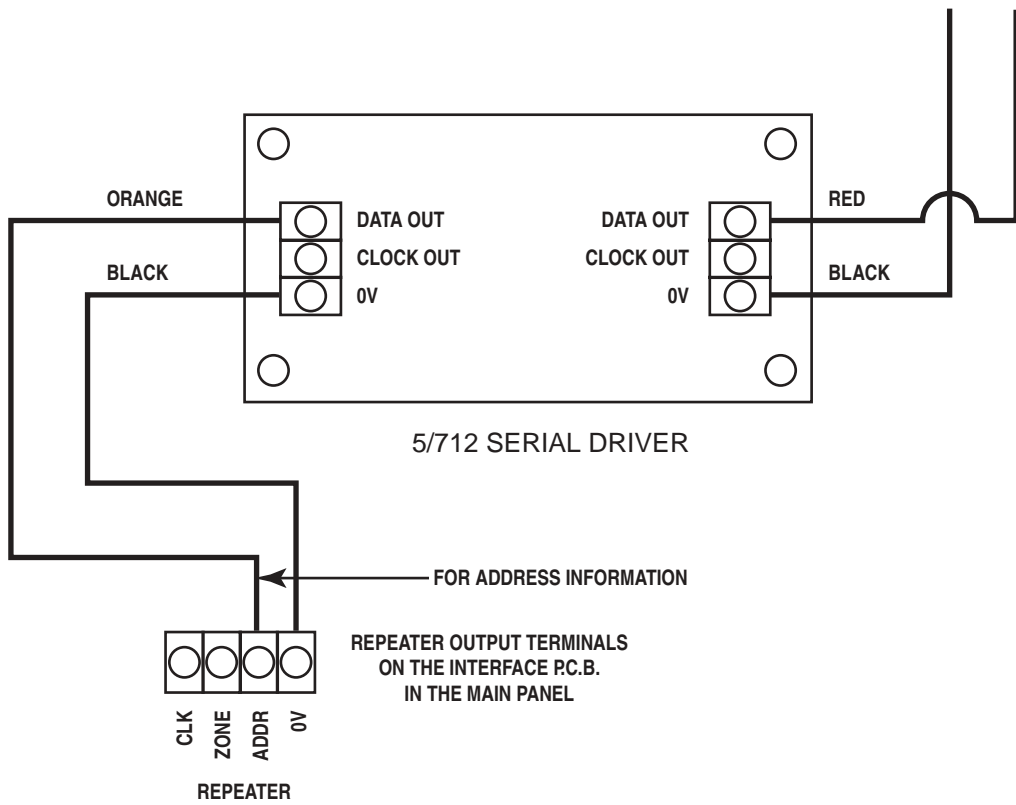 ORANGE
RED
DATA OUT
DATA OUT
CLOCK OUT
CLOCK OUT
BLACK
BLACK
0V
0V
5/712 SERIAL DRIVER
FOR ADDRESS INFORMATION
REPEATER OUTPUT TERMINALS
ON THE INTERFACE P.C.B.
IN THE MAIN PANEL
CLK
ZONE
ADDR
0V
REPEATER